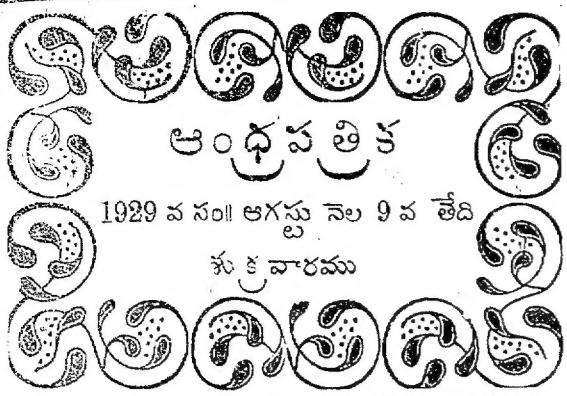 ఆంధ్రపత్రిక
1929 వ సం॥ ఆగస్టు నెల 9 వ తేది
శుక్రవారము